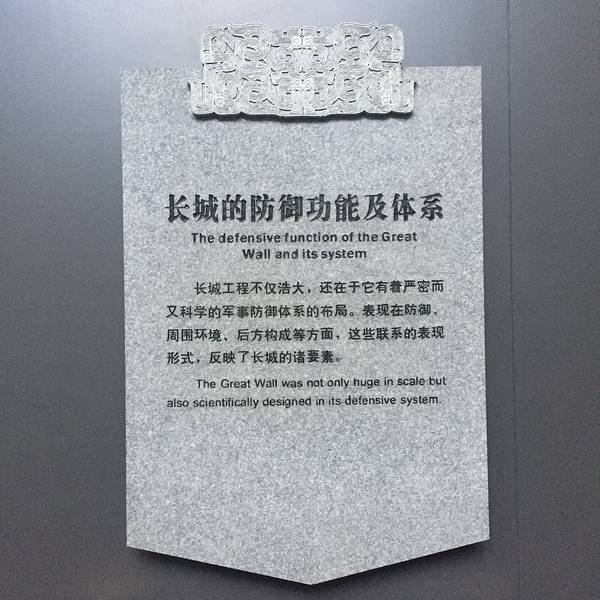 长城的防御功能及体系
The defensive function of the Great
Wall and its system
长城工程不仅浩大，还在于它有着严密而
又科学的军事防御体系的布局。表现在防御、
周围环境、后方构成等方面，这些联系的表现
形式，反映了长城的诸要素。
The Great Wall was not only huge in scale but
also scientifically designed in its defensive system.